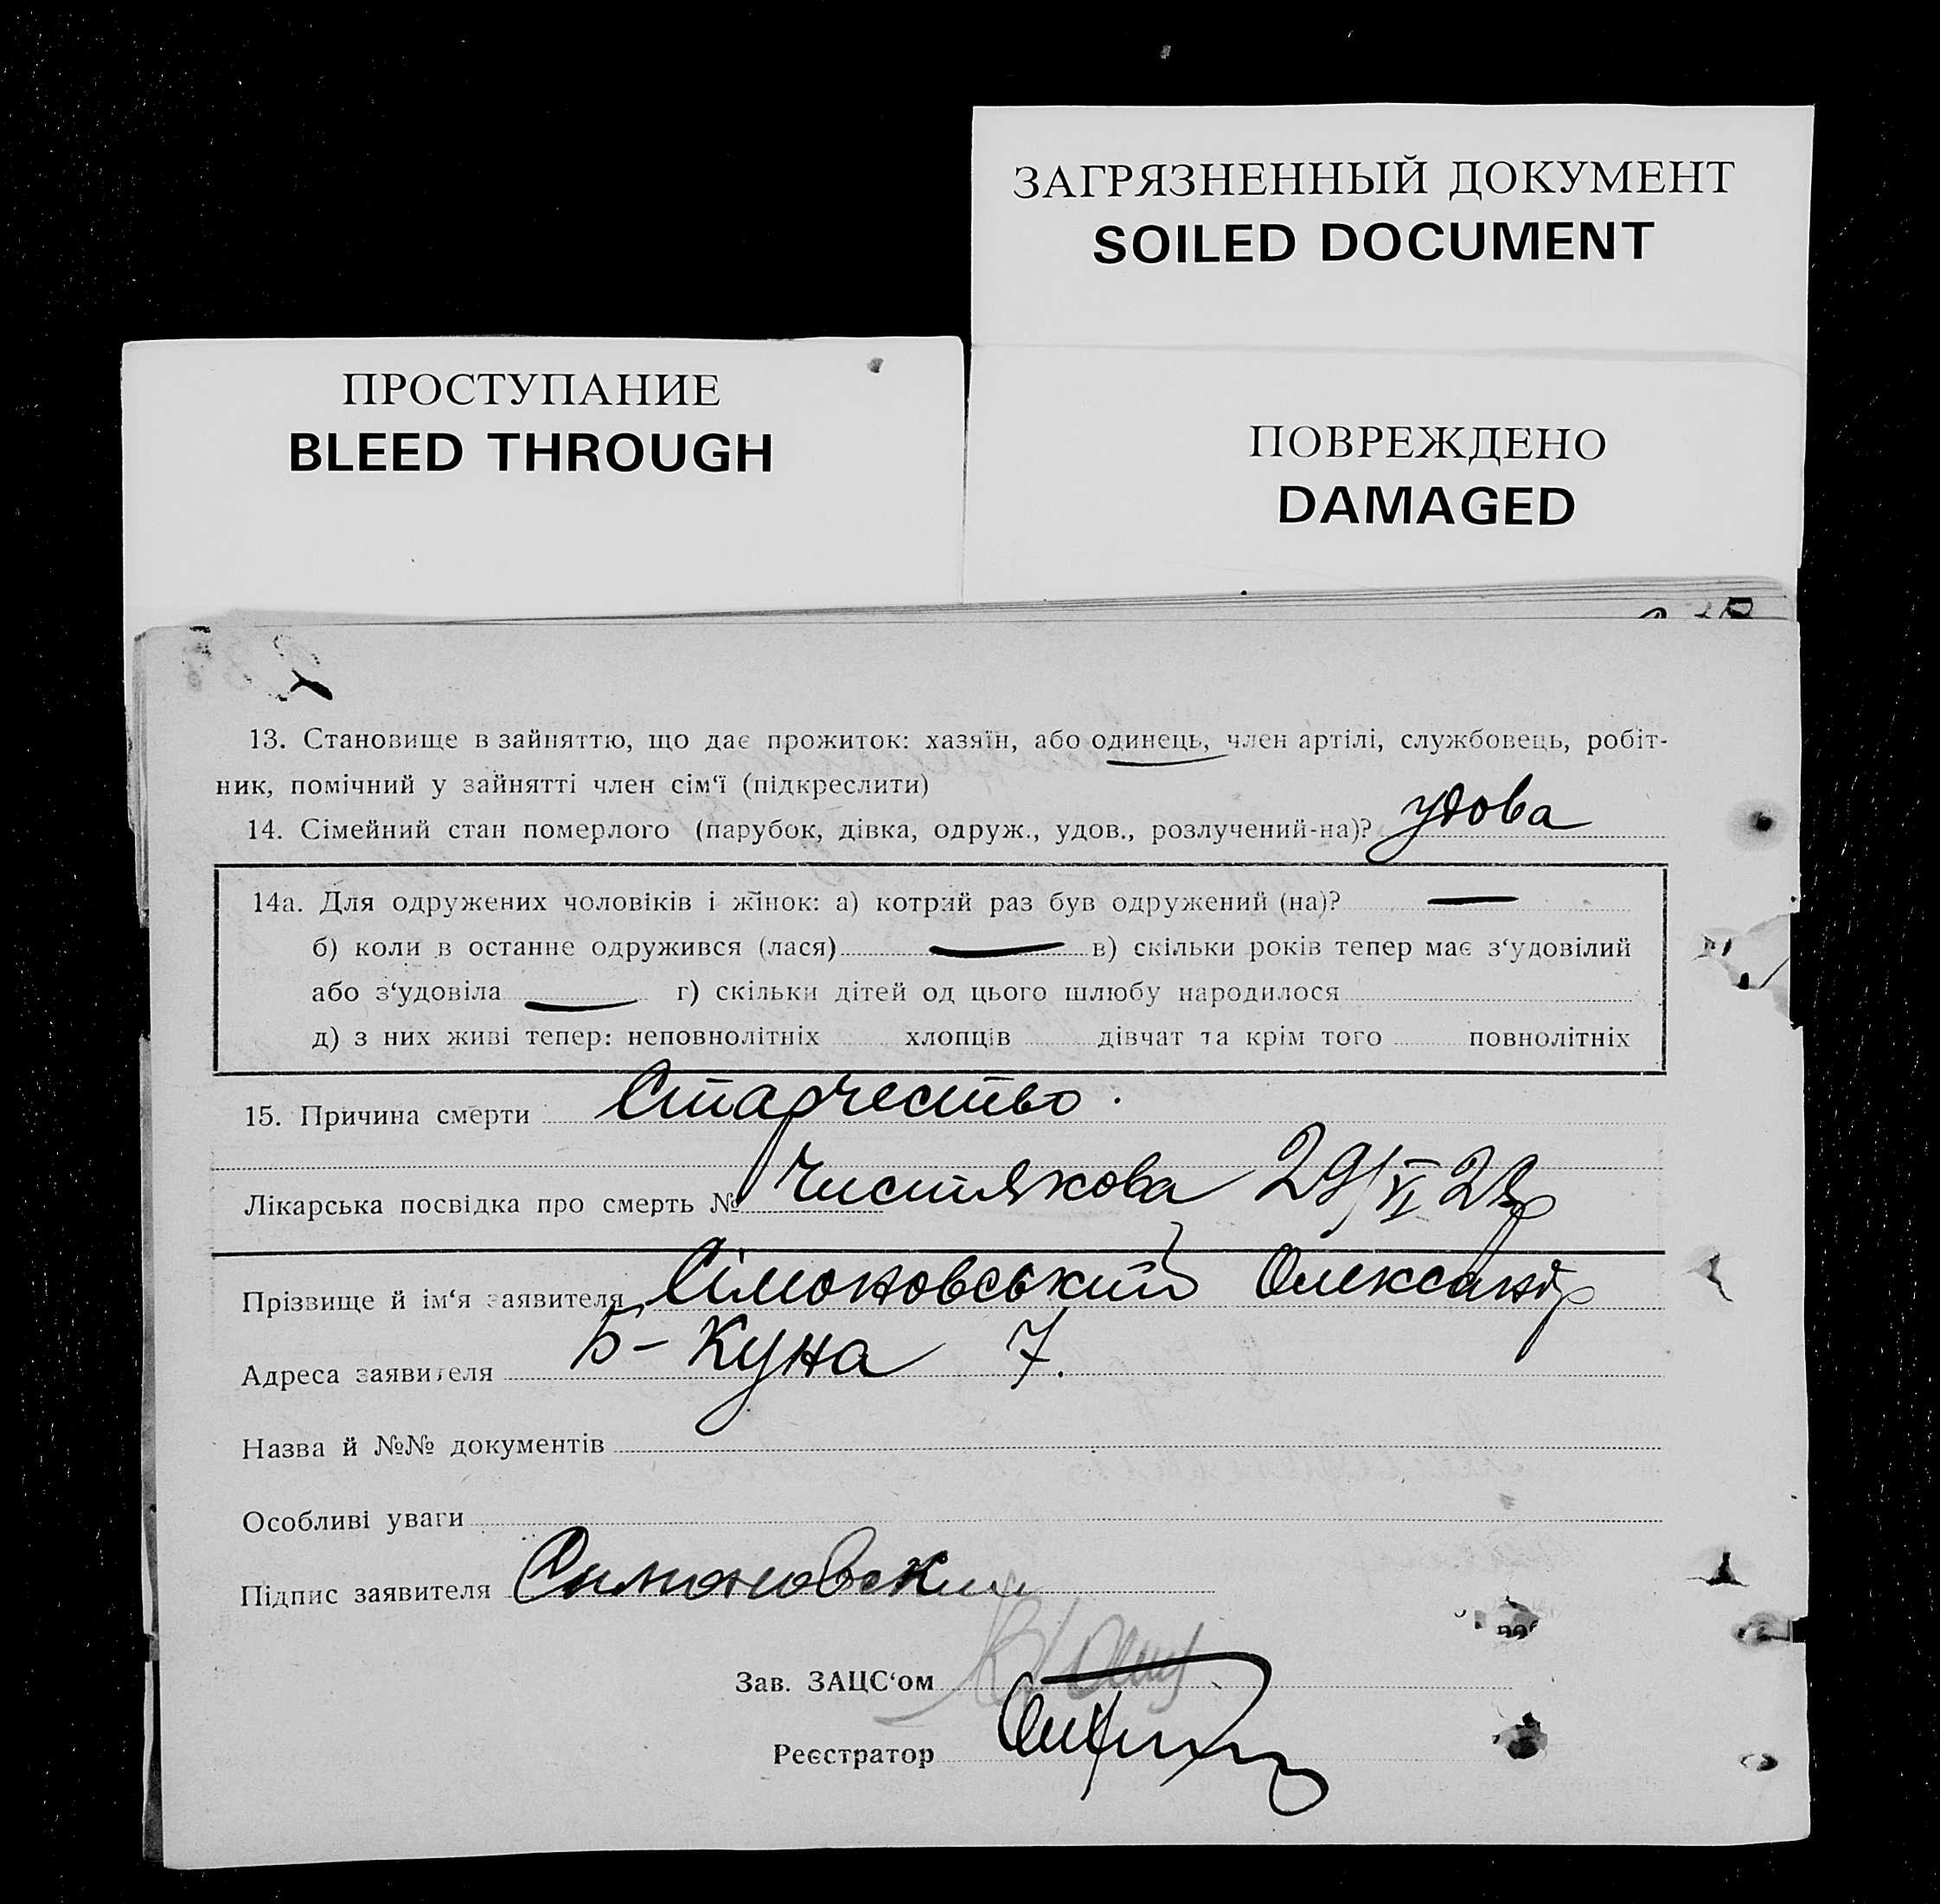 ЗАГРЯЗНЕННЫЙ ДОКУМЕНТ
SOILED DOCUMENT
ПРОСТУПАНИЕ
BLEED THROUGH
ПОВРЕЖДЕНО
DAMAGED
13. Становище в зайняттю, що дає прожиток: хазяїн, або одинець, член артілі, службовець, робіт-
ник, помічний у зайнятті член сім‘ї (підкреслити)
14. Сімейний стан померлого (парубок, дівка, одруж., удов., розлучений-на)? удова
14а. Для одружених чоловіків і жінок: а) котрий раз був одружений (на)? —
б) коли в останне одружився (лася) — в) скільки років тепер має з‘удовілий
або з‘удовіла — г) скільки дітей од цього шлюбу народилося
д) з них живі тепер: неповнолітніх хлопців дівчат та крім того повнолітніх
15. Причина смерти Старчество.
Лікарська посвідка про смерть № Чистякова 29/VI
Прізвище й ім‘я заявителя Сімоновський Олександр
Адреса заявителя Б-Куна 7.
Назва й №№ документів
Особливі уваги
Підпис заявителя Симановский
Зав. ЗАЦС‘ом
Реєстратор